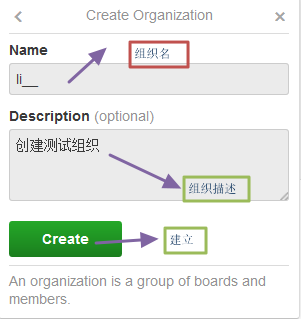 Create Organization
Name
组织名
li__
Description (optional)
创建测试组织
组织描述
Create
建立
An organization is a group of boards and
members.